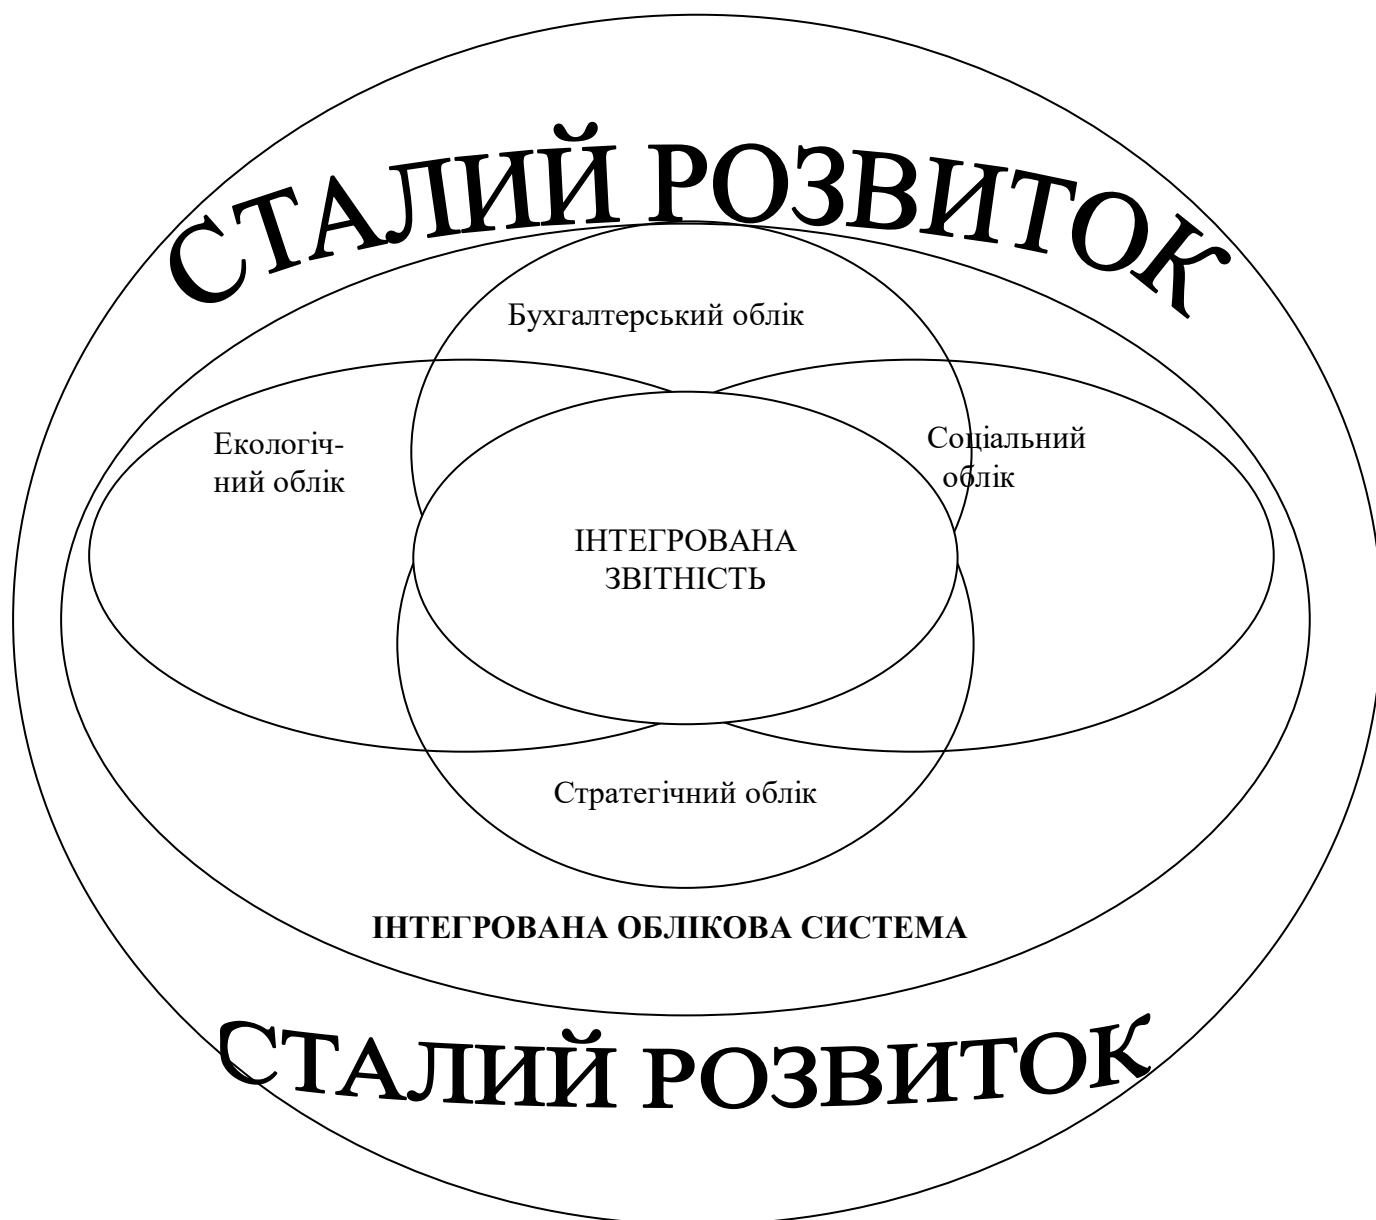 СТАЛИЙ РОЗВИТОК
Бухгалтерський облік
Екологіч-
ний облік
Соціальний
облік
ІНТЕГРОВАНА
ЗВІТНІСТЬ
Стратегічний облік
ІНТЕГРОВАНА ОБЛІКОВА СИСТЕМА
СТАЛИЙ РОЗВИТОК